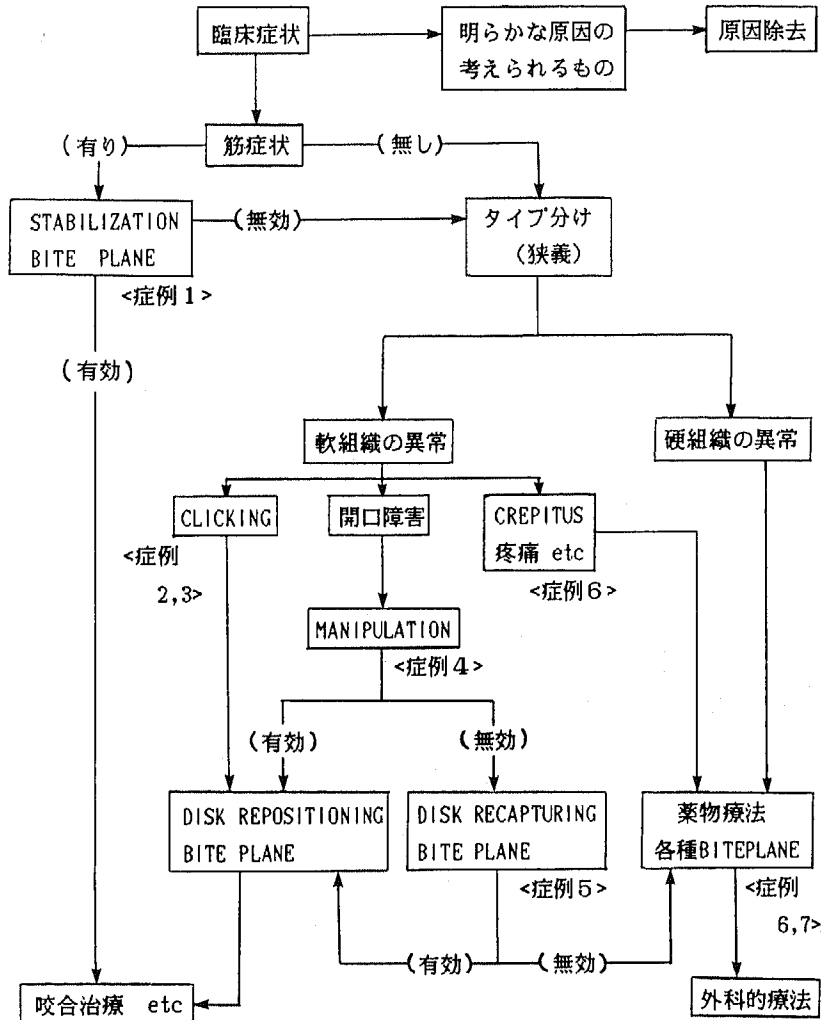 臨床症状
明らかな原因の
考えられるもの
原因除去
(有り)
筋症状
(無し)
STABILIZATION
BITE PLANE
(無効)
タイプ分け
(狭義)
<症例1>
(有効)
軟組織の異常
硬組織の異常
CLICKING
開口障害
CREPITUS
疼痛 etc
<症例
2,3>
<症例6>
MANIPULATION
<症例4>
(有効)
(無効)
DISK REPOSITIONING
BITE PLANE
DISK RECAPTURING
BITE PLANE
薬物療法
各種BITEPLANE
<症例5>
<症例
6,7>
(有効)
(無効)
咬合治療 etc
外科的療法